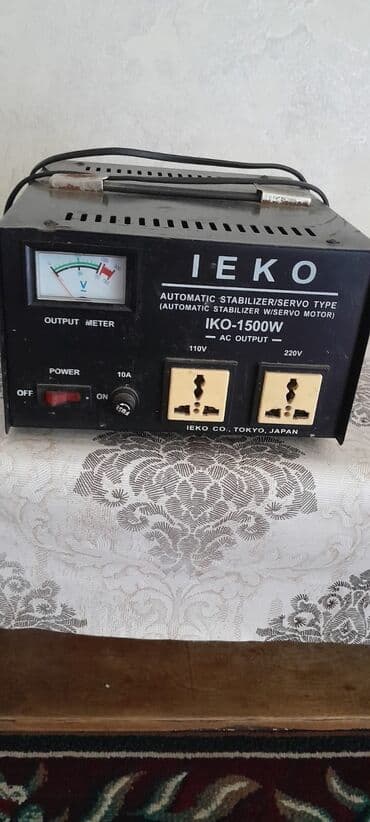 IEKO
AUTOMATIC STABILIZER/SERVO TYPE
(AUTOMATIC STABILIZER W/SERVO MOTOR)
IKO-1500W
AC OUTPUT
110V 220V
V
OUTPUT METER
POWER 10A
OFF ON
IEKO CO., TOKYO, JAPAN